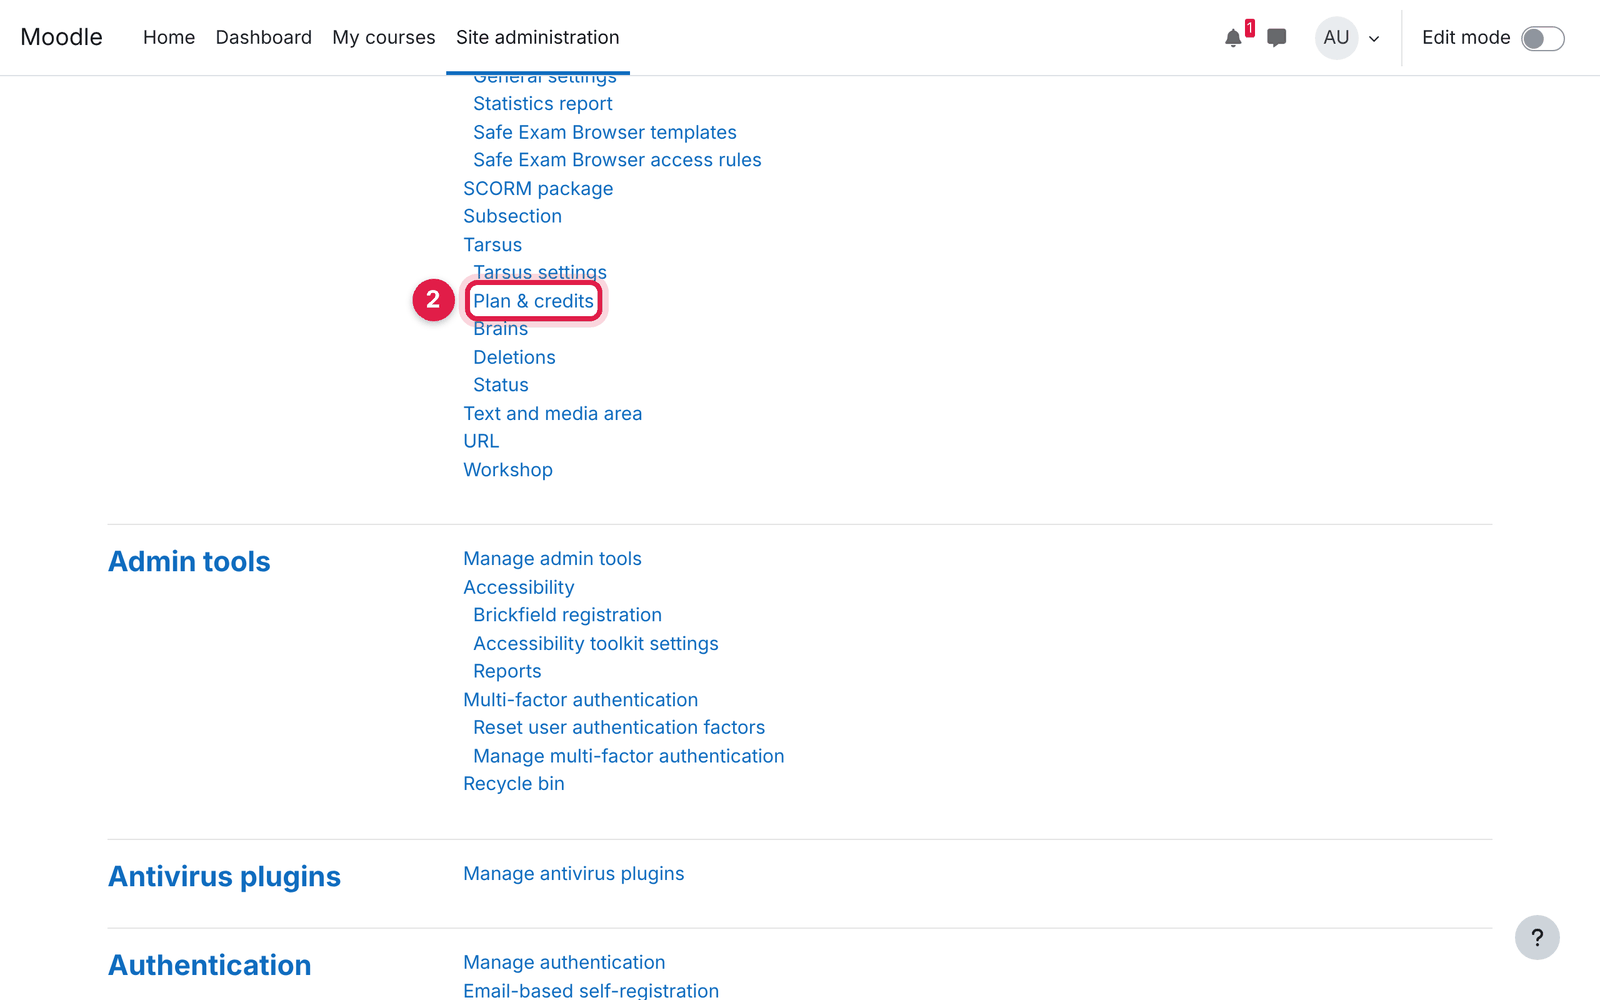 Moodle Home Dashboard My courses Site administration 1 AU Edit mode
General settings
Statistics report
Safe Exam Browser templates
Safe Exam Browser access rules
SCORM package
Subsection
Tarsus
Tarsus settings
2 Plan & credits
Brains
Deletions
Status
Text and media area
URL
Workshop
Admin tools
Manage admin tools
Accessibility
Brickfield registration
Accessibility toolkit settings
Reports
Multi-factor authentication
Reset user authentication factors
Manage multi-factor authentication
Recycle bin
Antivirus plugins
Manage antivirus plugins
?
Authentication
Manage authentication
Email-based self-registration